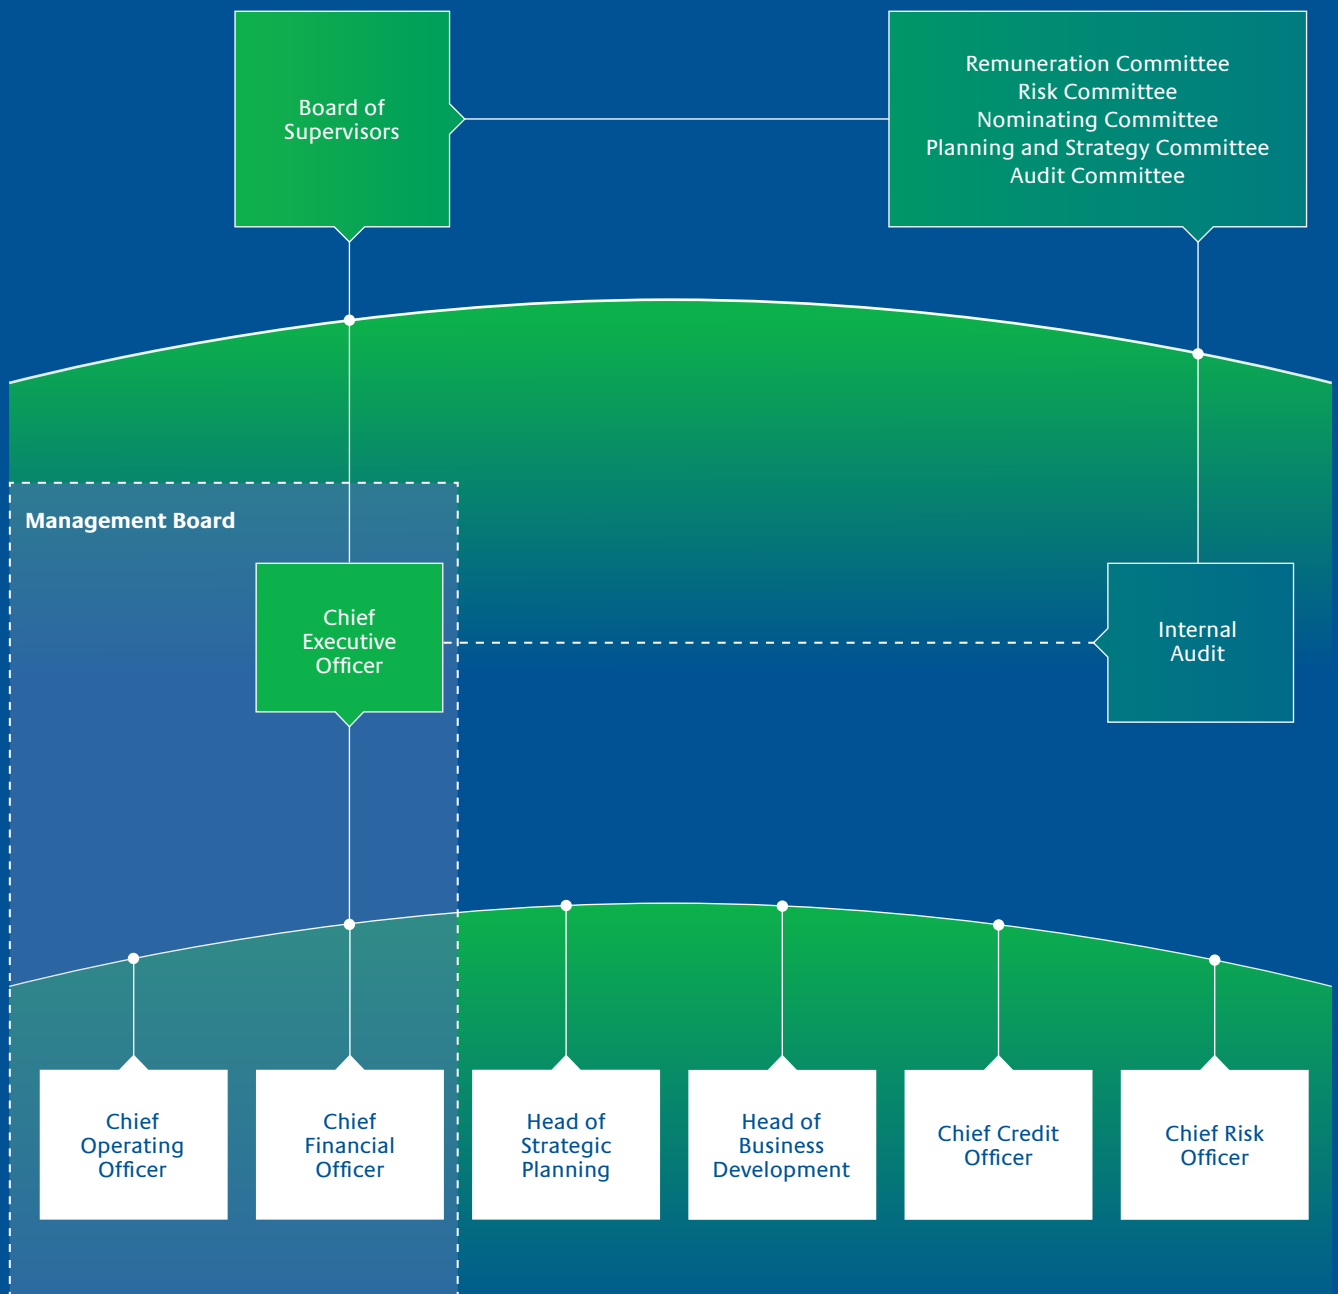 Board of
Supervisors
Remuneration Committee
Risk Committee
Nominating Committee
Planning and Strategy Committee
Audit Committee
Management Board
Chief
Executive
Officer
Internal
Audit
Chief
Operating
Officer
Chief
Financial
Officer
Head of
Strategic
Planning
Head of
Business
Development
Chief Credit
Officer
Chief Risk
Officer